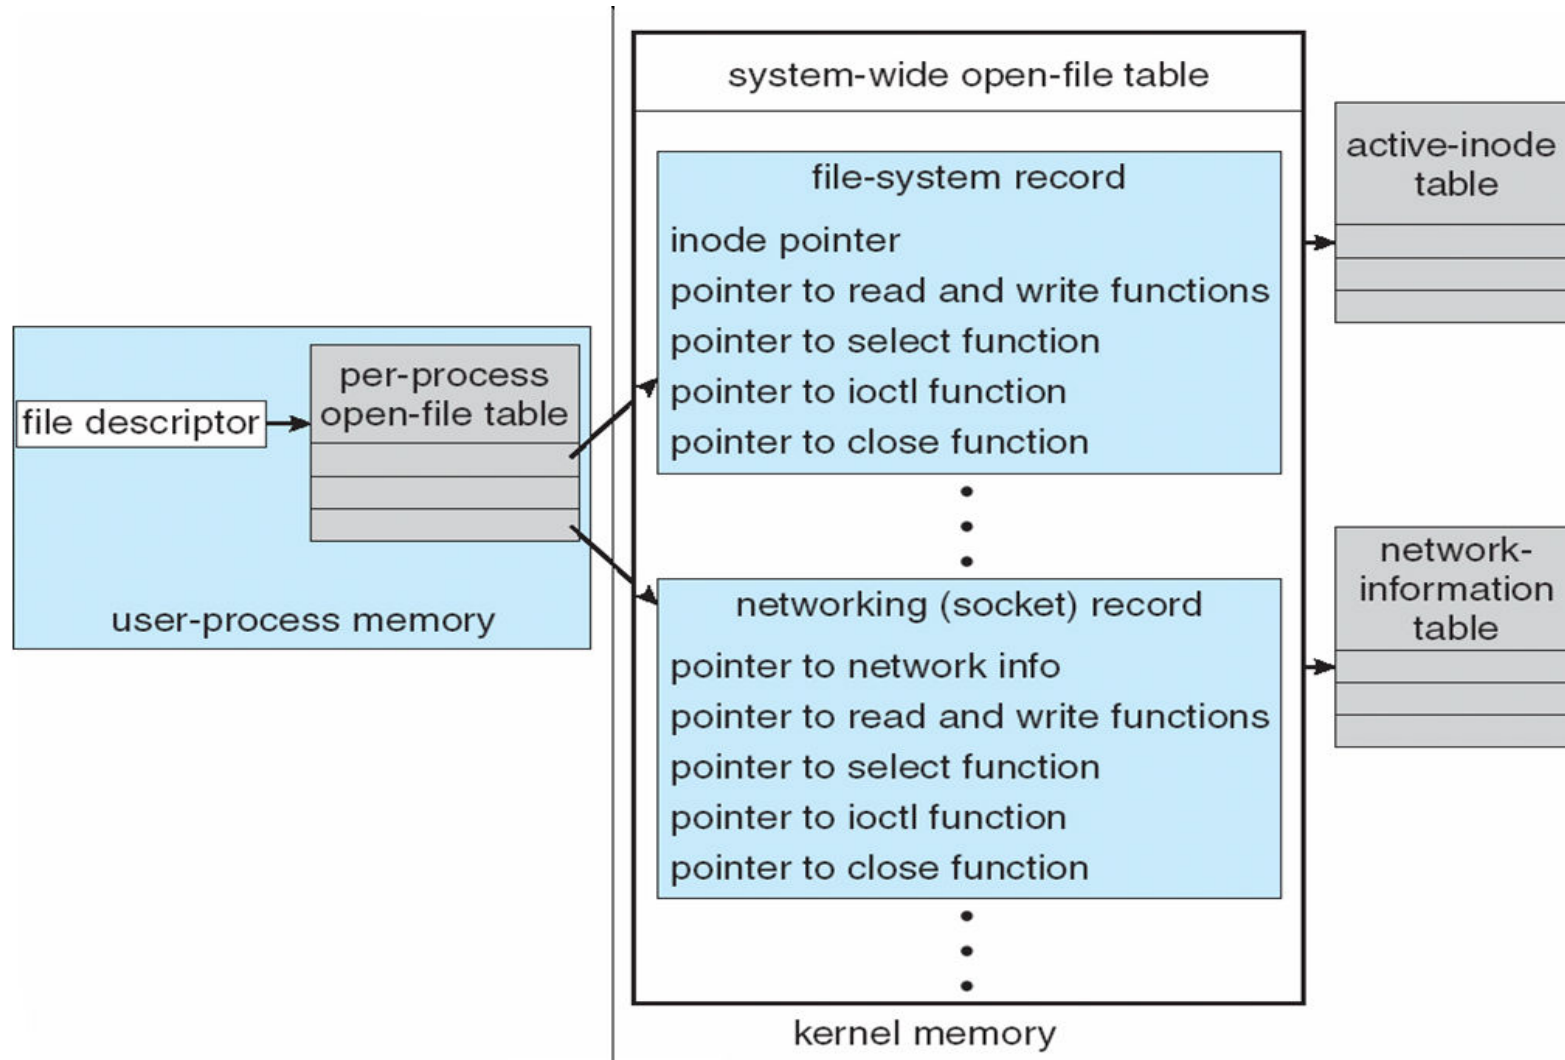 file descriptor
per-process
open-file table
user-process memory
system-wide open-file table
file-system record
inode pointer
pointer to read and write functions
pointer to select function
pointer to ioctl function
pointer to close function
networking (socket) record
pointer to network info
pointer to read and write functions
pointer to select function
pointer to ioctl function
pointer to close function
kernel memory
active-inode
table
network-
information
table